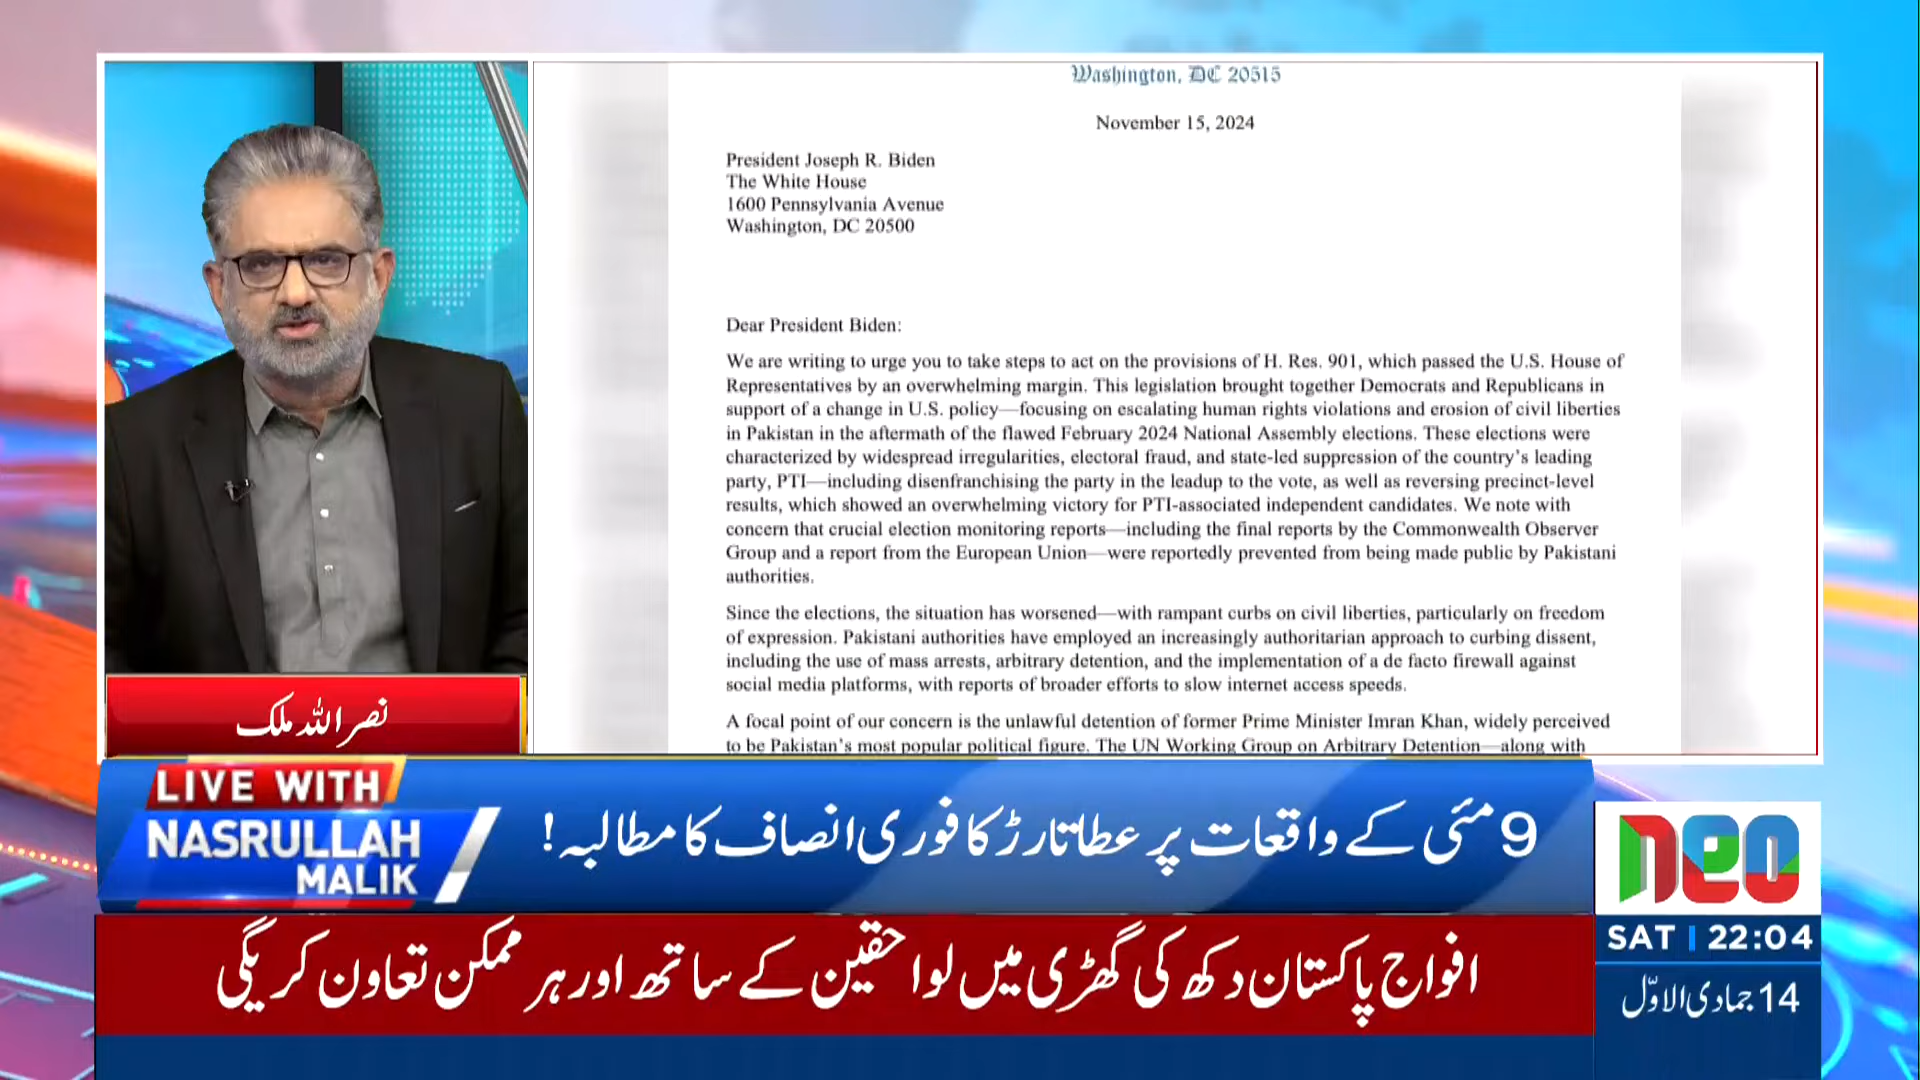 Washington, DC 20515
November 15, 2024
President Joseph R. Biden
The White House
1600 Pennsylvania Avenue
Washington, DC 20500
Dear President Biden:
We are writing to urge you to take steps to act on the provisions of H. Res. 901, which passed the U.S. House of
Representatives by an overwhelming margin. This legislation brought together Democrats and Republicans in
support of a change in U.S. policy—focusing on escalating human rights violations and erosion of civil liberties
in Pakistan in the aftermath of the flawed February 2024 National Assembly elections. These elections were
characterized by widespread irregularities, electoral fraud, and state-led suppression of the country's leading
party, PTI—including disenfranchising the party in the leadup to the vote, as well as reversing precinct-level
results, which showed an overwhelming victory for PTI-associated independent candidates. We note with
concern that crucial election monitoring reports—including the final reports by the Commonwealth Observer
Group and a report from the European Union—were reportedly prevented from being made public by Pakistani
authorities.
Since the elections, the situation has worsened—with rampant curbs on civil liberties, particularly on freedom
of expression. Pakistani authorities have employed an increasingly authoritarian approach to curbing dissent,
including the use of mass arrests, arbitrary detention, and the implementation of a de facto firewall against
social media platforms, with reports of broader efforts to slow internet access speeds.
A focal point of our concern is the unlawful detention of former Prime Minister Imran Khan, widely perceived
to be Pakistan's most popular political figure. The UN Working Group on Arbitrary Detention—along with
نصر اللہ ملک
LIVE WITH
NASRULLAH
MALIK
9 مئی کے واقعات پر عطا تارڑ کا فوری انصاف کا مطالبہ!
افواج پاکستان دکھ کی گھڑی میں لواحقین کے ساتھ اور ہر ممکن تعاون کریگی
neo
SAT | 22:04
14 جمادی الاوّل